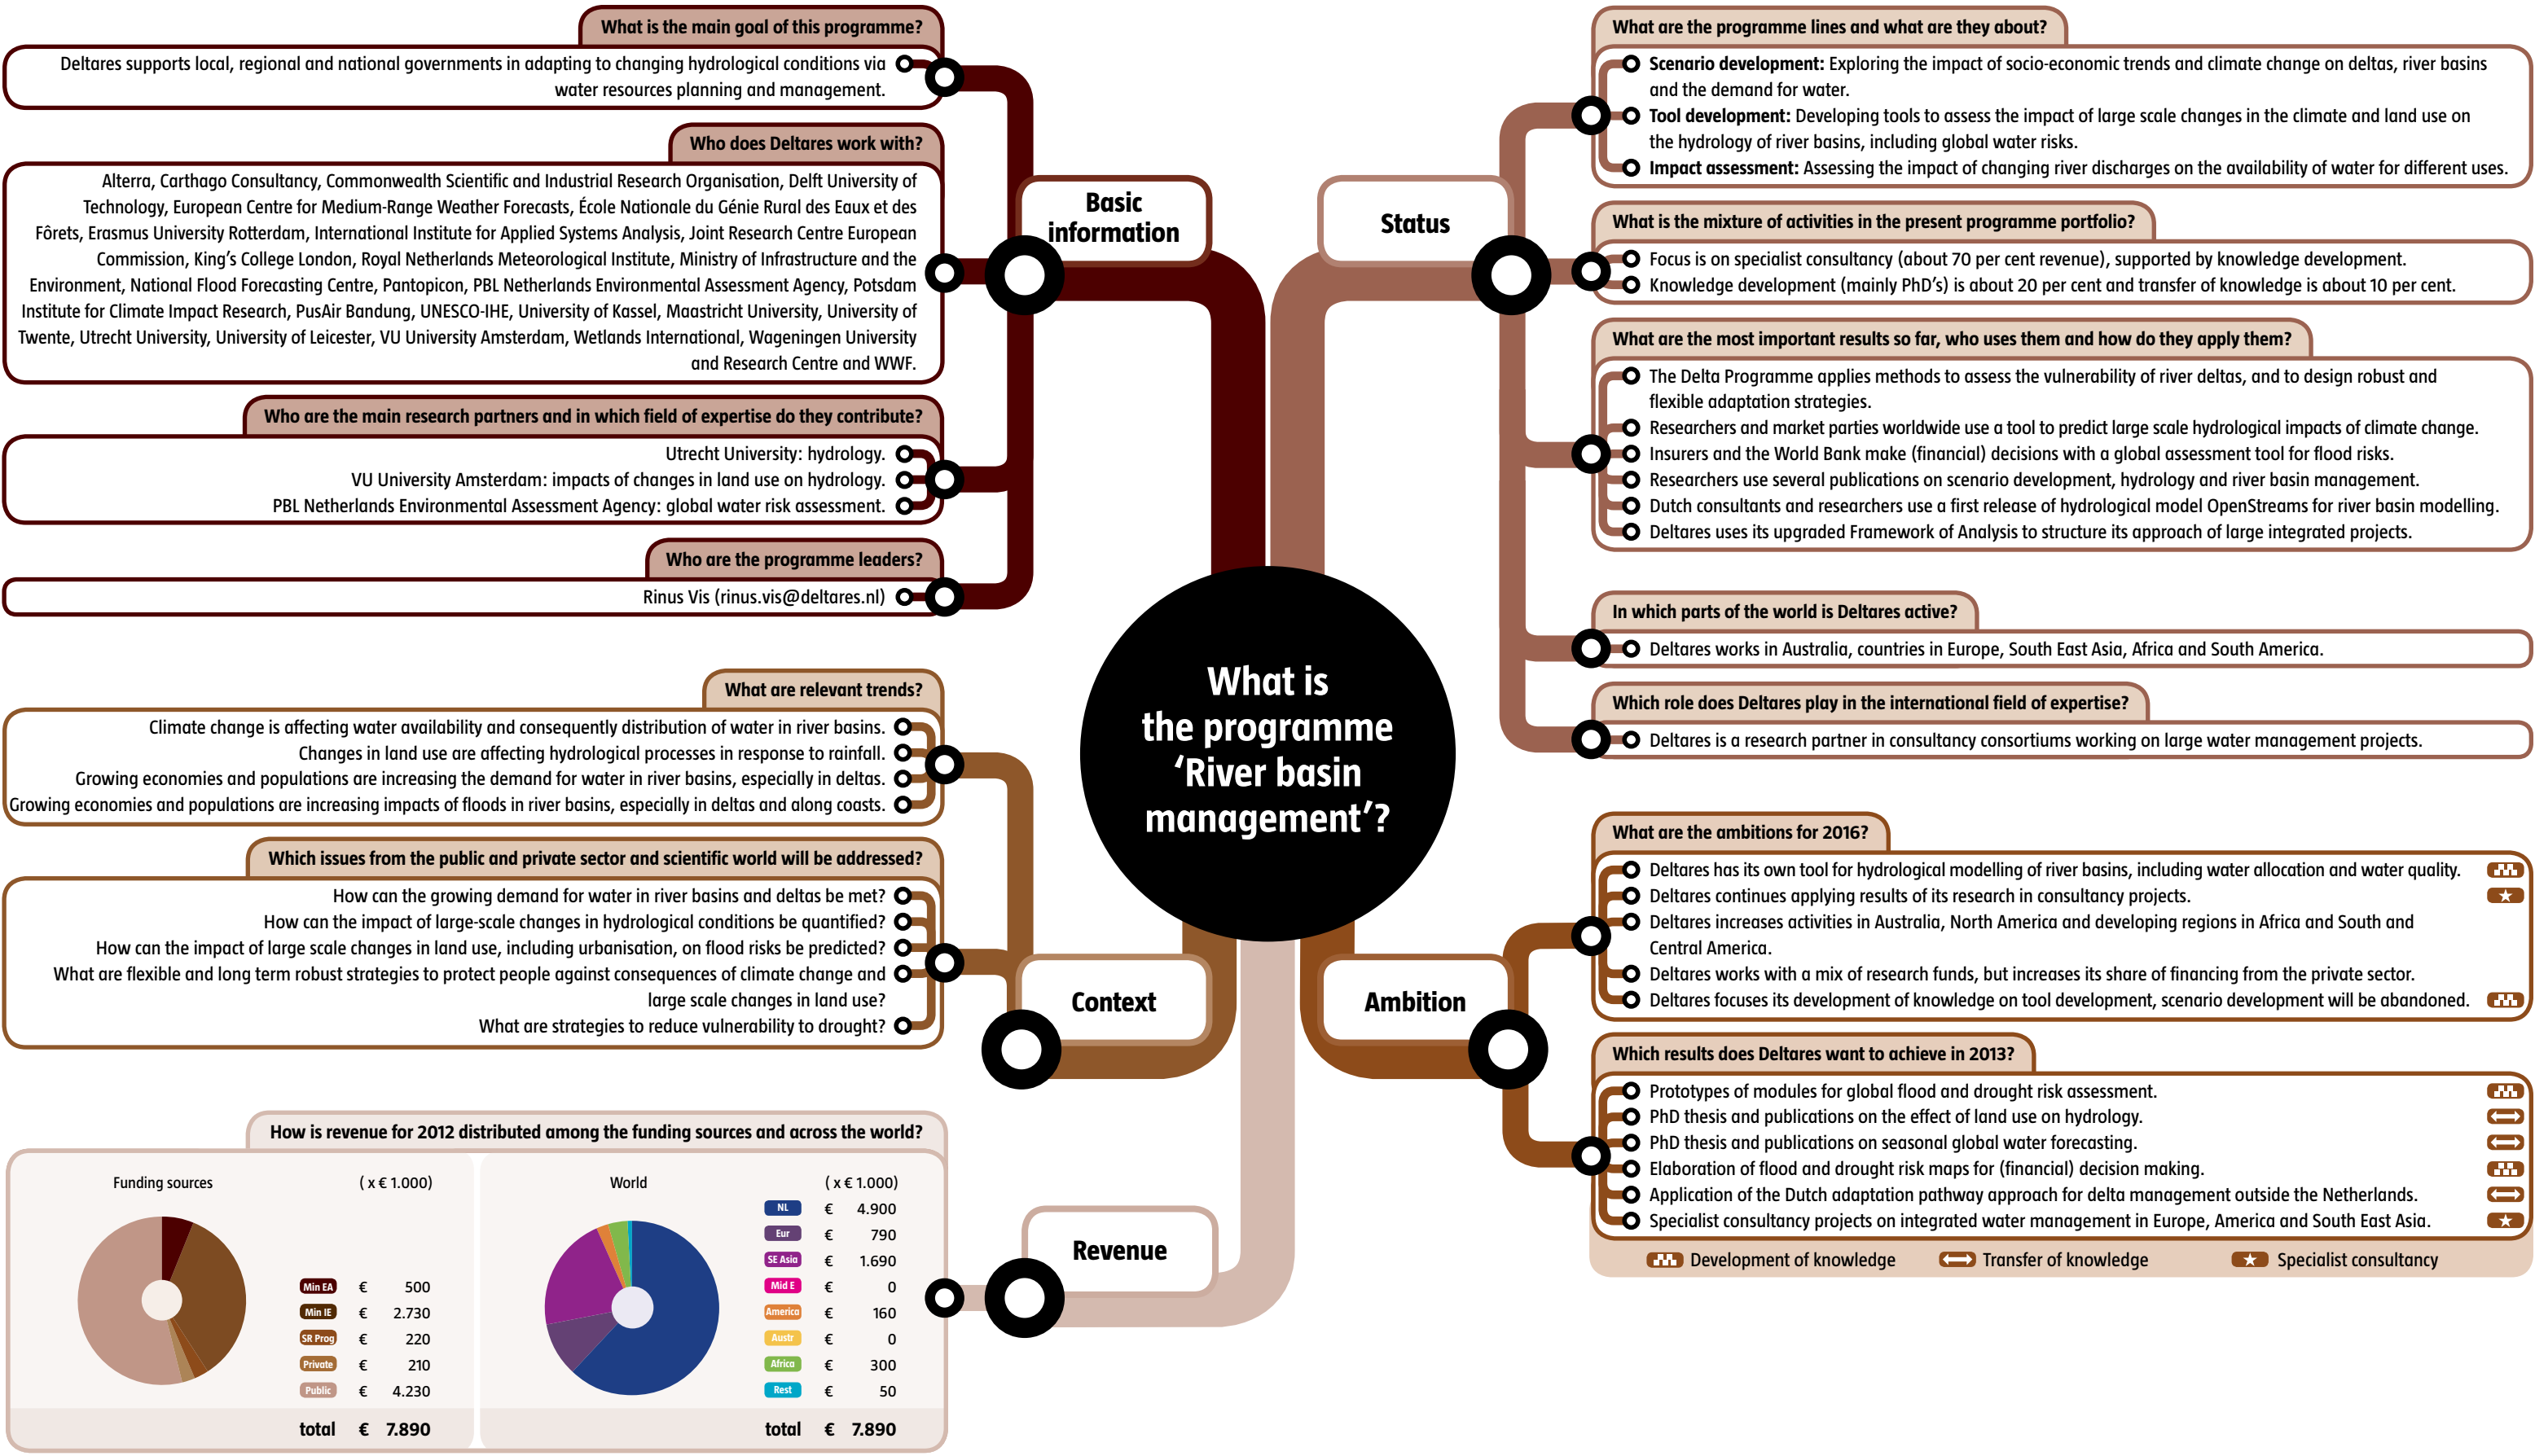 What is
the programme
‘River basin
management’?
Basic
information
What is the main goal of this programme?
Deltares supports local, regional and national governments in adapting to changing hydrological conditions via
water resources planning and management.
Who does Deltares work with?
Alterra, Carthago Consultancy, Commonwealth Scientific and Industrial Research Organisation, Delft University of
Technology, European Centre for Medium-Range Weather Forecasts, École Nationale du Génie Rural des Eaux et des
Fôrets, Erasmus University Rotterdam, International Institute for Applied Systems Analysis, Joint Research Centre European
Commission, King’s College London, Royal Netherlands Meteorological Institute, Ministry of Infrastructure and the
Environment, National Flood Forecasting Centre, Pantopicon, PBL Netherlands Environmental Assessment Agency, Potsdam
Institute for Climate Impact Research, PusAir Bandung, UNESCO-IHE, University of Kassel, Maastricht University, University of
Twente, Utrecht University, University of Leicester, VU University Amsterdam, Wetlands International, Wageningen University
and Research Centre and WWF.
Who are the main research partners and in which field of expertise do they contribute?
Utrecht University: hydrology.
VU University Amsterdam: impacts of changes in land use on hydrology.
PBL Netherlands Environmental Assessment Agency: global water risk assessment.
Who are the programme leaders?
Rinus Vis (rinus.vis@deltares.nl)
Context
What are relevant trends?
Climate change is affecting water availability and consequently distribution of water in river basins.
Changes in land use are affecting hydrological processes in response to rainfall.
Growing economies and populations are increasing the demand for water in river basins, especially in deltas.
Growing economies and populations are increasing impacts of floods in river basins, especially in deltas and along coasts.
Which issues from the public and private sector and scientific world will be addressed?
How can the growing demand for water in river basins and deltas be met?
How can the impact of large-scale changes in hydrological conditions be quantified?
How can the impact of large scale changes in land use, including urbanisation, on flood risks be predicted?
What are flexible and long term robust strategies to protect people against consequences of climate change and
large scale changes in land use?
What are strategies to reduce vulnerability to drought?
Revenue
How is revenue for 2012 distributed among the funding sources and across the world?
Funding sources ( x € 1.000)
Min EA € 500
Min IE € 2.730
SR Prog € 220
Private € 210
Public € 4.230
total € 7.890
World ( x € 1.000)
NL € 4.900
Eur € 790
SE Asia € 1.690
Mid E € 0
America € 160
Austr € 0
Africa € 300
Rest € 50
total € 7.890
Status
What are the programme lines and what are they about?
Scenario development: Exploring the impact of socio-economic trends and climate change on deltas, river basins
and the demand for water.
Tool development: Developing tools to assess the impact of large scale changes in the climate and land use on
the hydrology of river basins, including global water risks.
Impact assessment: Assessing the impact of changing river discharges on the availability of water for different uses.
What is the mixture of activities in the present programme portfolio?
Focus is on specialist consultancy (about 70 per cent revenue), supported by knowledge development.
Knowledge development (mainly PhD’s) is about 20 per cent and transfer of knowledge is about 10 per cent.
What are the most important results so far, who uses them and how do they apply them?
The Delta Programme applies methods to assess the vulnerability of river deltas, and to design robust and
flexible adaptation strategies.
Researchers and market parties worldwide use a tool to predict large scale hydrological impacts of climate change.
Insurers and the World Bank make (financial) decisions with a global assessment tool for flood risks.
Researchers use several publications on scenario development, hydrology and river basin management.
Dutch consultants and researchers use a first release of hydrological model OpenStreams for river basin modelling.
Deltares uses its upgraded Framework of Analysis to structure its approach of large integrated projects.
In which parts of the world is Deltares active?
Deltares works in Australia, countries in Europe, South East Asia, Africa and South America.
Which role does Deltares play in the international field of expertise?
Deltares is a research partner in consultancy consortiums working on large water management projects.
Ambition
What are the ambitions for 2016?
Deltares has its own tool for hydrological modelling of river basins, including water allocation and water quality.
Deltares continues applying results of its research in consultancy projects.
Deltares increases activities in Australia, North America and developing regions in Africa and South and
Central America.
Deltares works with a mix of research funds, but increases its share of financing from the private sector.
Deltares focuses its development of knowledge on tool development, scenario development will be abandoned.
Which results does Deltares want to achieve in 2013?
Prototypes of modules for global flood and drought risk assessment.
PhD thesis and publications on the effect of land use on hydrology.
PhD thesis and publications on seasonal global water forecasting.
Elaboration of flood and drought risk maps for (financial) decision making.
Application of the Dutch adaptation pathway approach for delta management outside the Netherlands.
Specialist consultancy projects on integrated water management in Europe, America and South East Asia.
Development of knowledge Transfer of knowledge Specialist consultancy